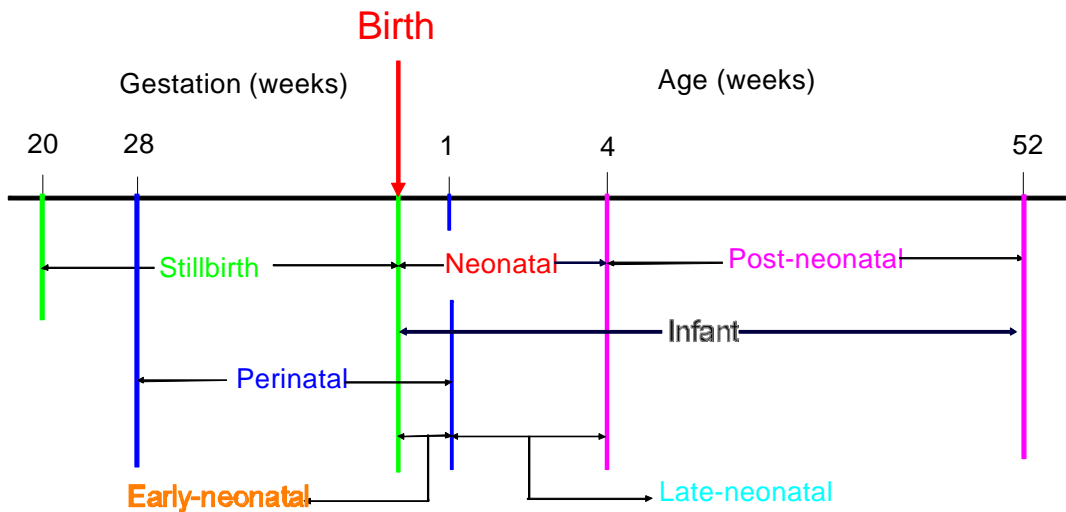 Birth
Gestation (weeks)
Age (weeks)
20
28
1
4
52
Stillbirth
Neonatal
Post-neonatal
Infant
Perinatal
Early-neonatal
Late-neonatal